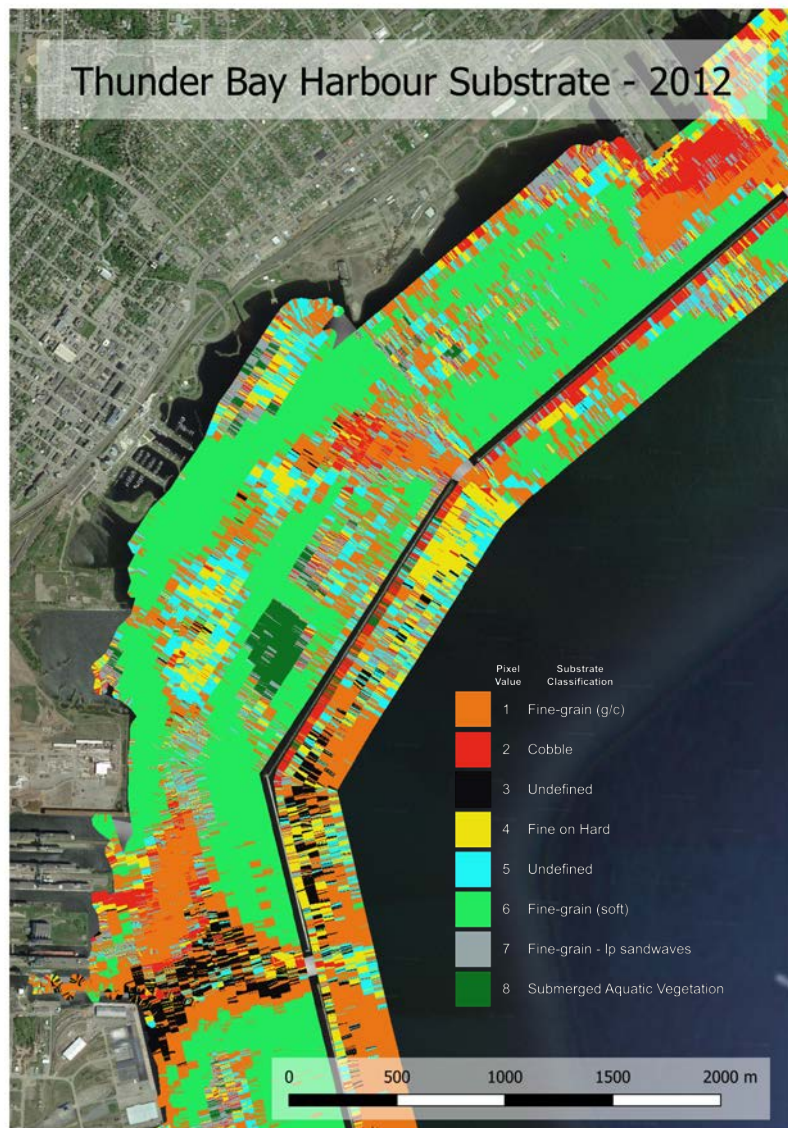 Thunder Bay Harbour Substrate - 2012
Pixel Value Substrate Classification
1 Fine-grain (g/c)
2 Cobble
3 Undefined
4 Fine on Hard
5 Undefined
6 Fine-grain (soft)
7 Fine-grain - lp sandwaves
8 Submerged Aquatic Vegetation
0 500 1000 1500 2000 m